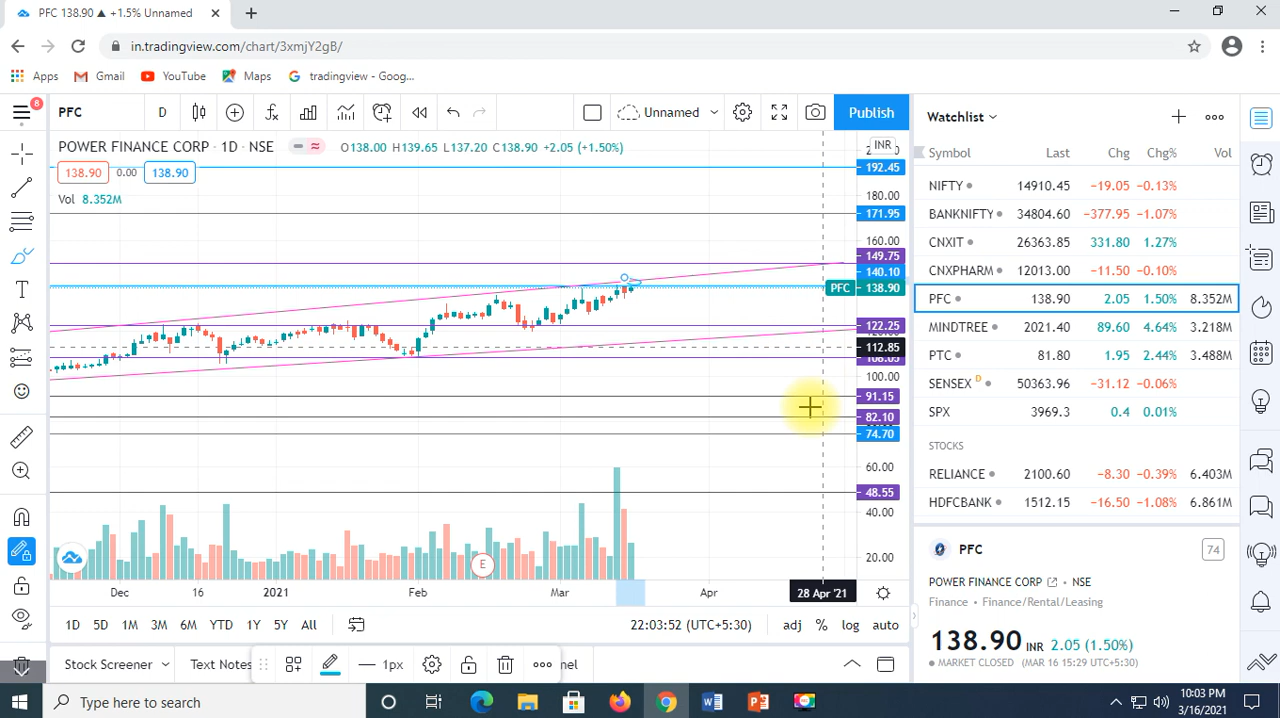 PFC 138.90 ▲ +1.5% Unnamed
in.tradingview.com/chart/3xmjY2gB/
Apps Gmail YouTube Maps tradingview - Goog...
8
PFC D Unnamed Publish
POWER FINANCE CORP · 1D · NSE O138.00 H139.65 L137.20 C138.90 +2.05 (+1.50%)
138.90 0.00 138.90
Vol 8.352M
INR
192.45
180.00
171.95
160.00
149.75
140.10
PFC 138.90
122.25
112.85
100.00
91.15
82.10
74.70
60.00
48.55
40.00
20.00
E
Dec 16 2021 Feb Mar Apr 28 Apr '21
1D 5D 1M 3M 6M YTD 1Y 5Y All 22:03:52 (UTC+5:30) adj % log auto
Stock Screener Text Notes 1px nel
Watchlist
Symbol Last Chg Chg% Vol
NIFTY 14910.45 −19.05 −0.13%
BANKNIFTY 34804.60 −377.95 −1.07%
CNXIT 26363.85 331.80 1.27%
CNXPHARM 12013.00 −11.50 −0.10%
PFC 138.90 2.05 1.50% 8.352M
MINDTREE 2021.40 89.60 4.64% 3.218M
PTC 81.80 1.95 2.44% 3.488M
SENSEX D 50363.96 −31.12 −0.06%
SPX 3969.3 0.4 0.01%
STOCKS
RELIANCE 2100.60 −8.30 −0.39% 6.403M
HDFCBANK 1512.15 −16.50 −1.08% 6.861M
PFC 74
POWER FINANCE CORP · NSE
Finance · Finance/Rental/Leasing
138.90 INR 2.05 (1.50%)
MARKET CLOSED (MAR 16 15:29 UTC+5:30)
Type here to search
10:03 PM
3/16/2021